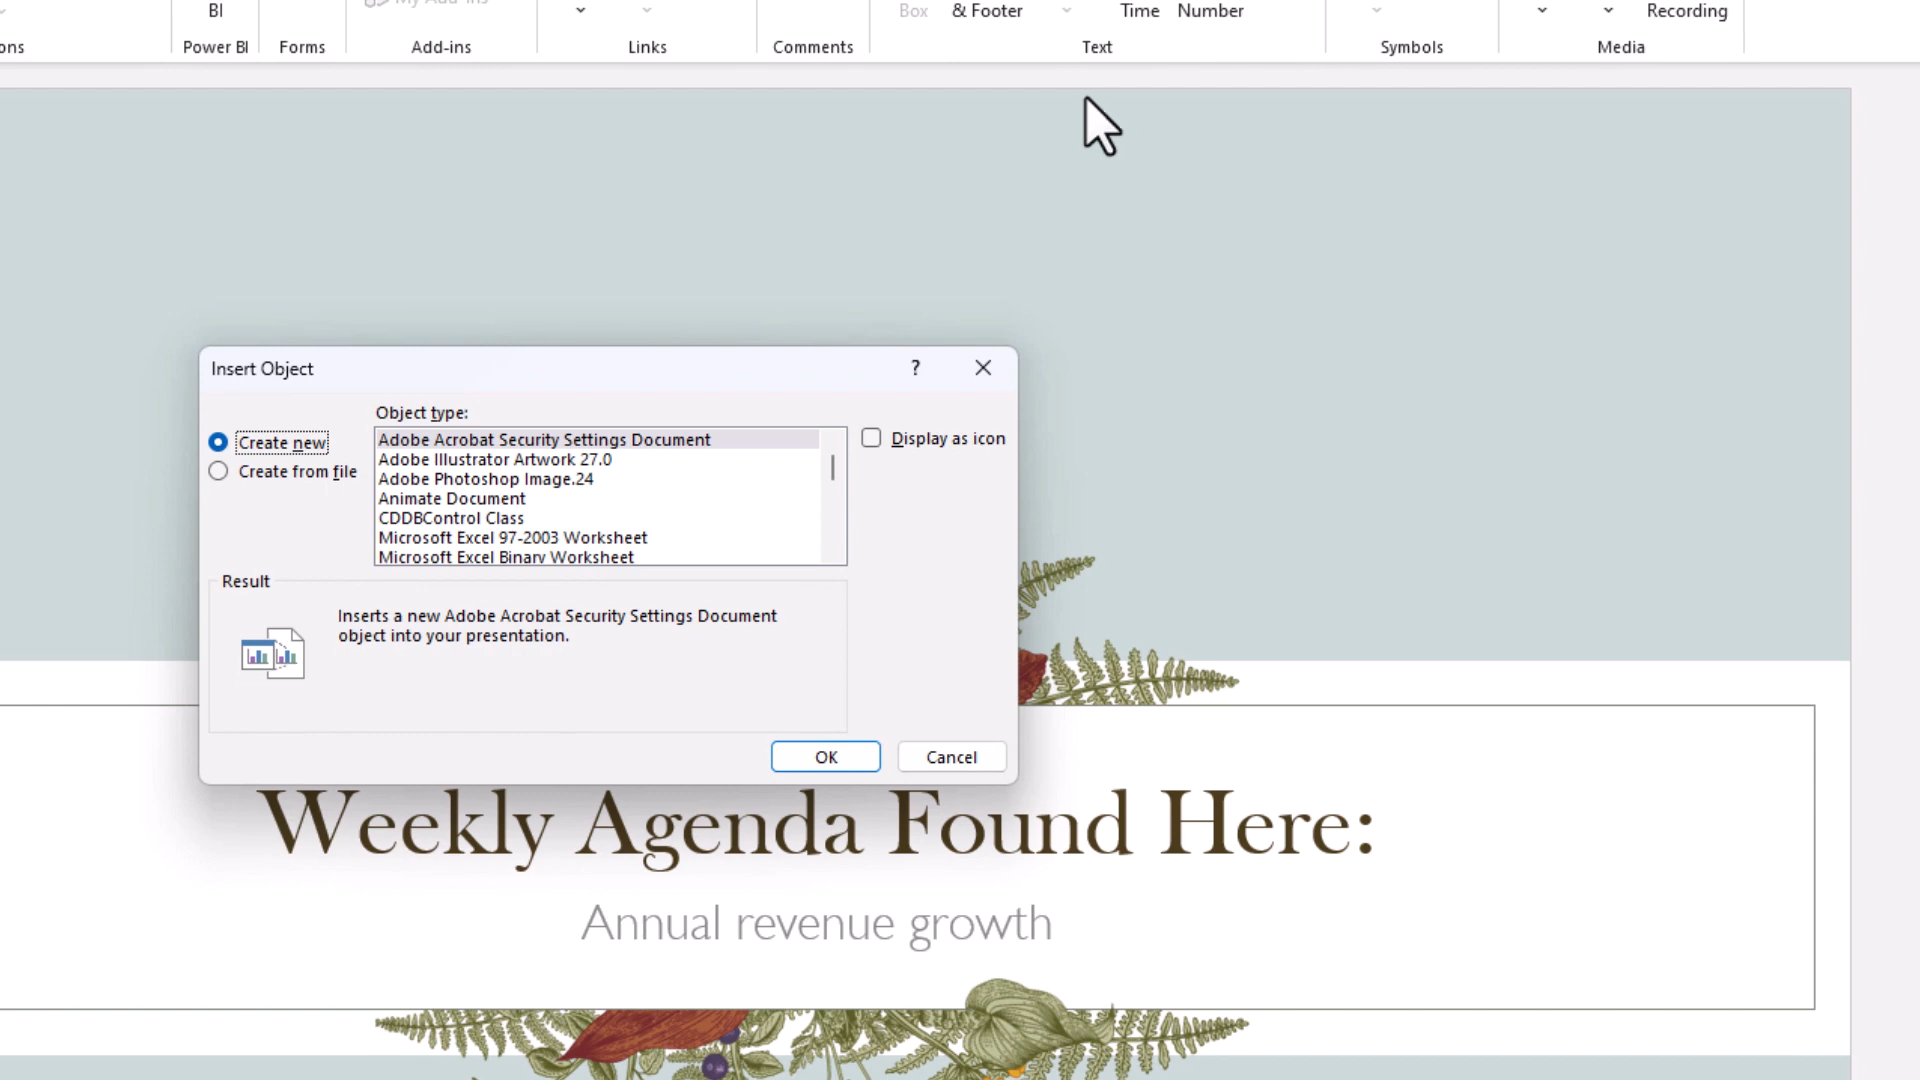 BI
My Add-ins
Box
& Footer
Time
Number
Recording
ons
Power BI
Forms
Add-ins
Links
Comments
Text
Symbols
Media
Insert Object
?
Object type:
Create new
Create from file
Adobe Acrobat Security Settings Document
Adobe Illustrator Artwork 27.0
Adobe Photoshop Image.24
Animate Document
CDDBControl Class
Microsoft Excel 97-2003 Worksheet
Microsoft Excel Binary Worksheet
Display as icon
Result
Inserts a new Adobe Acrobat Security Settings Document
object into your presentation.
OK
Cancel
Weekly Agenda Found Here:
Annual revenue growth